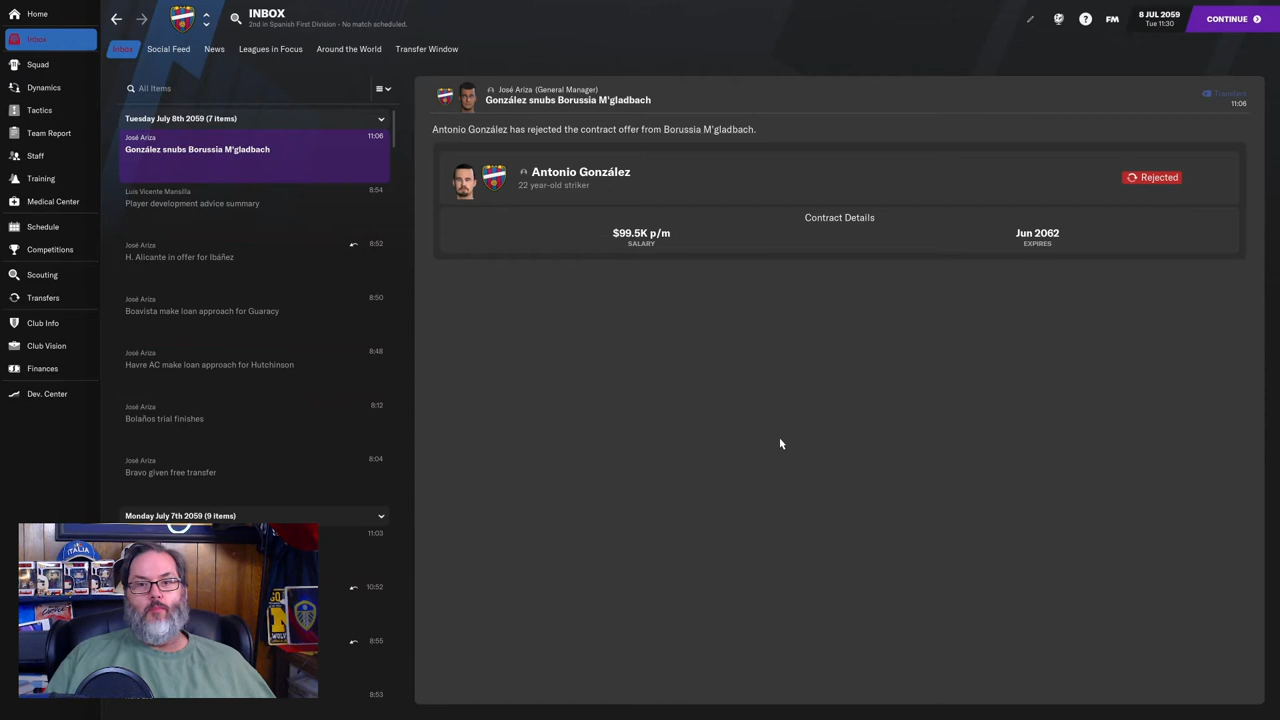 Home
Inbox
Squad
Dynamics
Tactics
Team Report
Staff
Training
Medical Center
Schedule
Competitions
Scouting
Transfers
Club Info
Club Vision
Finances
Dev. Center
INBOX
2nd in Spanish First Division - No match scheduled.
FM
8 JUL 2059
Tue 11:30
CONTINUE
Inbox
Social Feed
News
Leagues in Focus
Around the World
Transfer Window
All Items
Tuesday July 8th 2059 (7 items)
José Ariza
11:06
González snubs Borussia M'gladbach
Luis Vicente Mansilla
8:54
Player development advice summary
José Ariza
8:52
H. Alicante in offer for Ibáñez
José Ariza
8:50
Boavista make loan approach for Guaracy
José Ariza
8:48
Havre AC make loan approach for Hutchinson
José Ariza
8:12
Bolaños trial finishes
José Ariza
8:04
Bravo given free transfer
Monday July 7th 2059 (9 items)
11:03
10:52
8:55
8:53
José Ariza (General Manager)
González snubs Borussia M'gladbach
Transfers
11:06
Antonio González has rejected the contract offer from Borussia M'gladbach.
Antonio González
22 year-old striker
Rejected
Contract Details
$99.5K p/m
SALARY
Jun 2062
EXPIRES
ITALIA